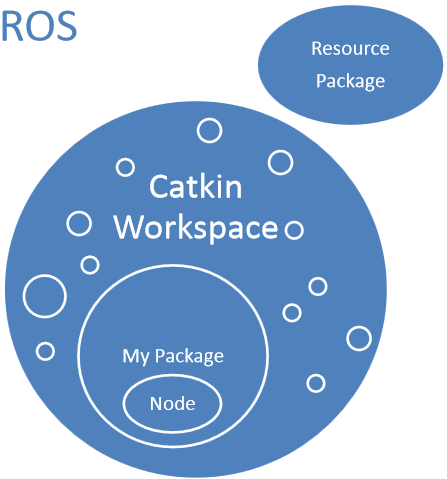 ROS
Resource
Package
Catkin
Workspace
My Package
Node